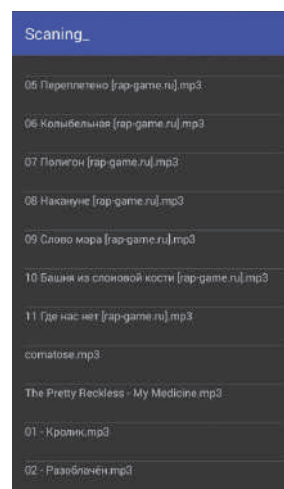 Scaning_
05 Переплетено [rap-game.ru].mp3
06 Колыбельная [rap-game.ru].mp3
07 Полигон [rap-game.ru].mp3
08 Накануне [rap-game.ru].mp3
09 Слово мэра [rap-game.ru].mp3
10 Башня из слоновой кости [rap-game.ru].mp3
11 Где нас нет [rap-game.ru].mp3
comatose.mp3
The Pretty Reckless - My Medicine.mp3
01 - Кролик.mp3
02 - Разоблачён.mp3